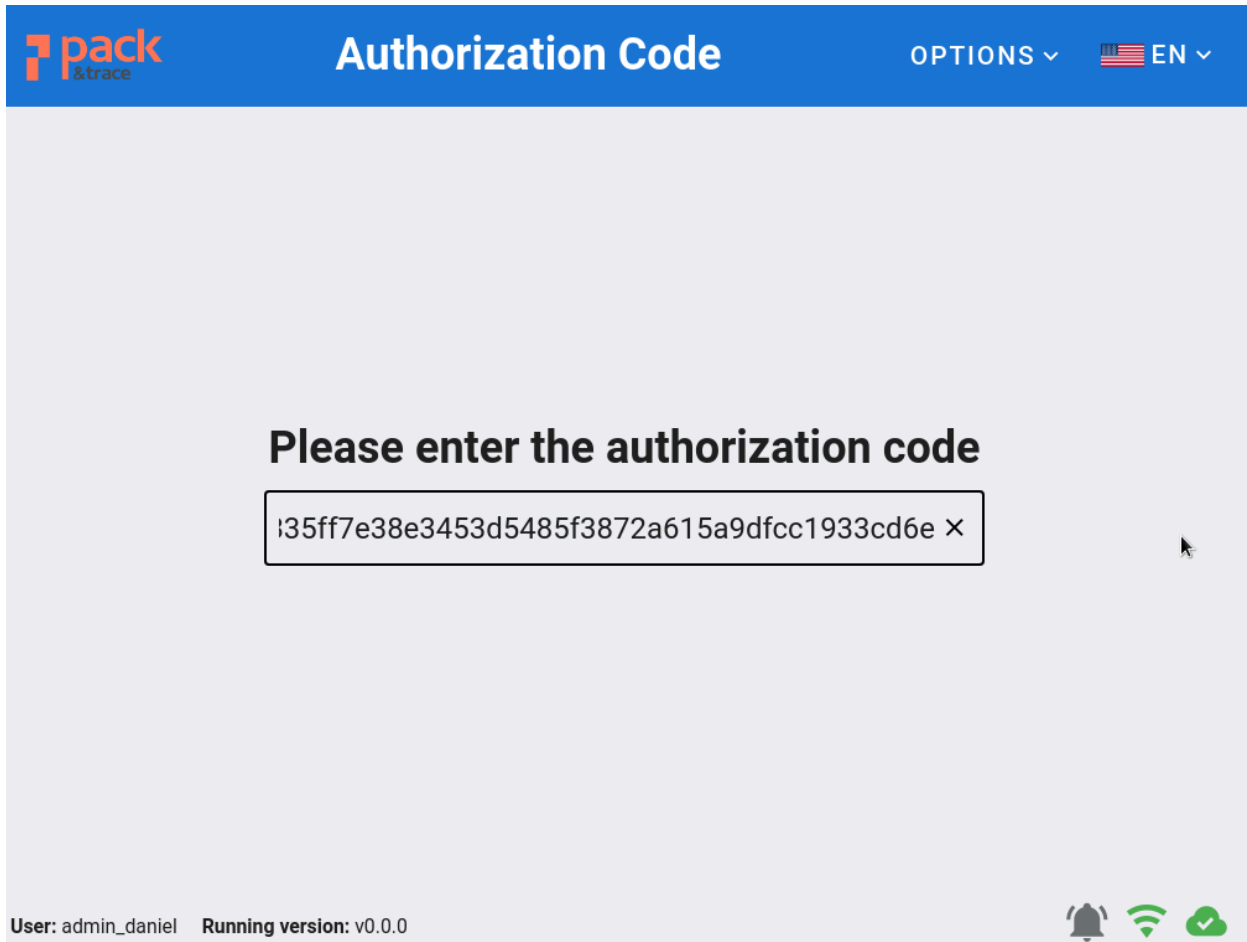 pack
&trace
Authorization Code
OPTIONS
EN
Please enter the authorization code
35ff7e38e3453d5485f3872a615a9dfcc1933cd6e
User: admin_daniel Running version: v0.0.0